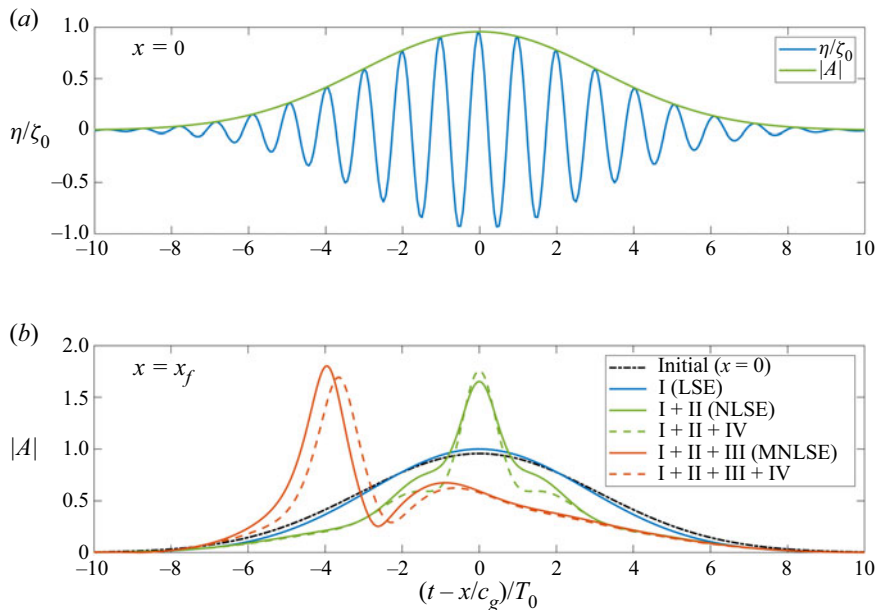 (a)
1.0
x = 0
η/ζ0
|A|
0.5
η/ζ0
0
–0.5
–1.0
–10 –8 –6 –4 –2 0 2 4 6 8 10
(b)
2.0
x = xf
Initial (x = 0)
I (LSE)
1.5
I + II (NLSE)
I + II + IV
|A|
1.0
I + II + III (MNLSE)
I + II + III + IV
0.5
0
–10 –8 –6 –4 –2 0 2 4 6 8 10
(t – x/cg)/T0